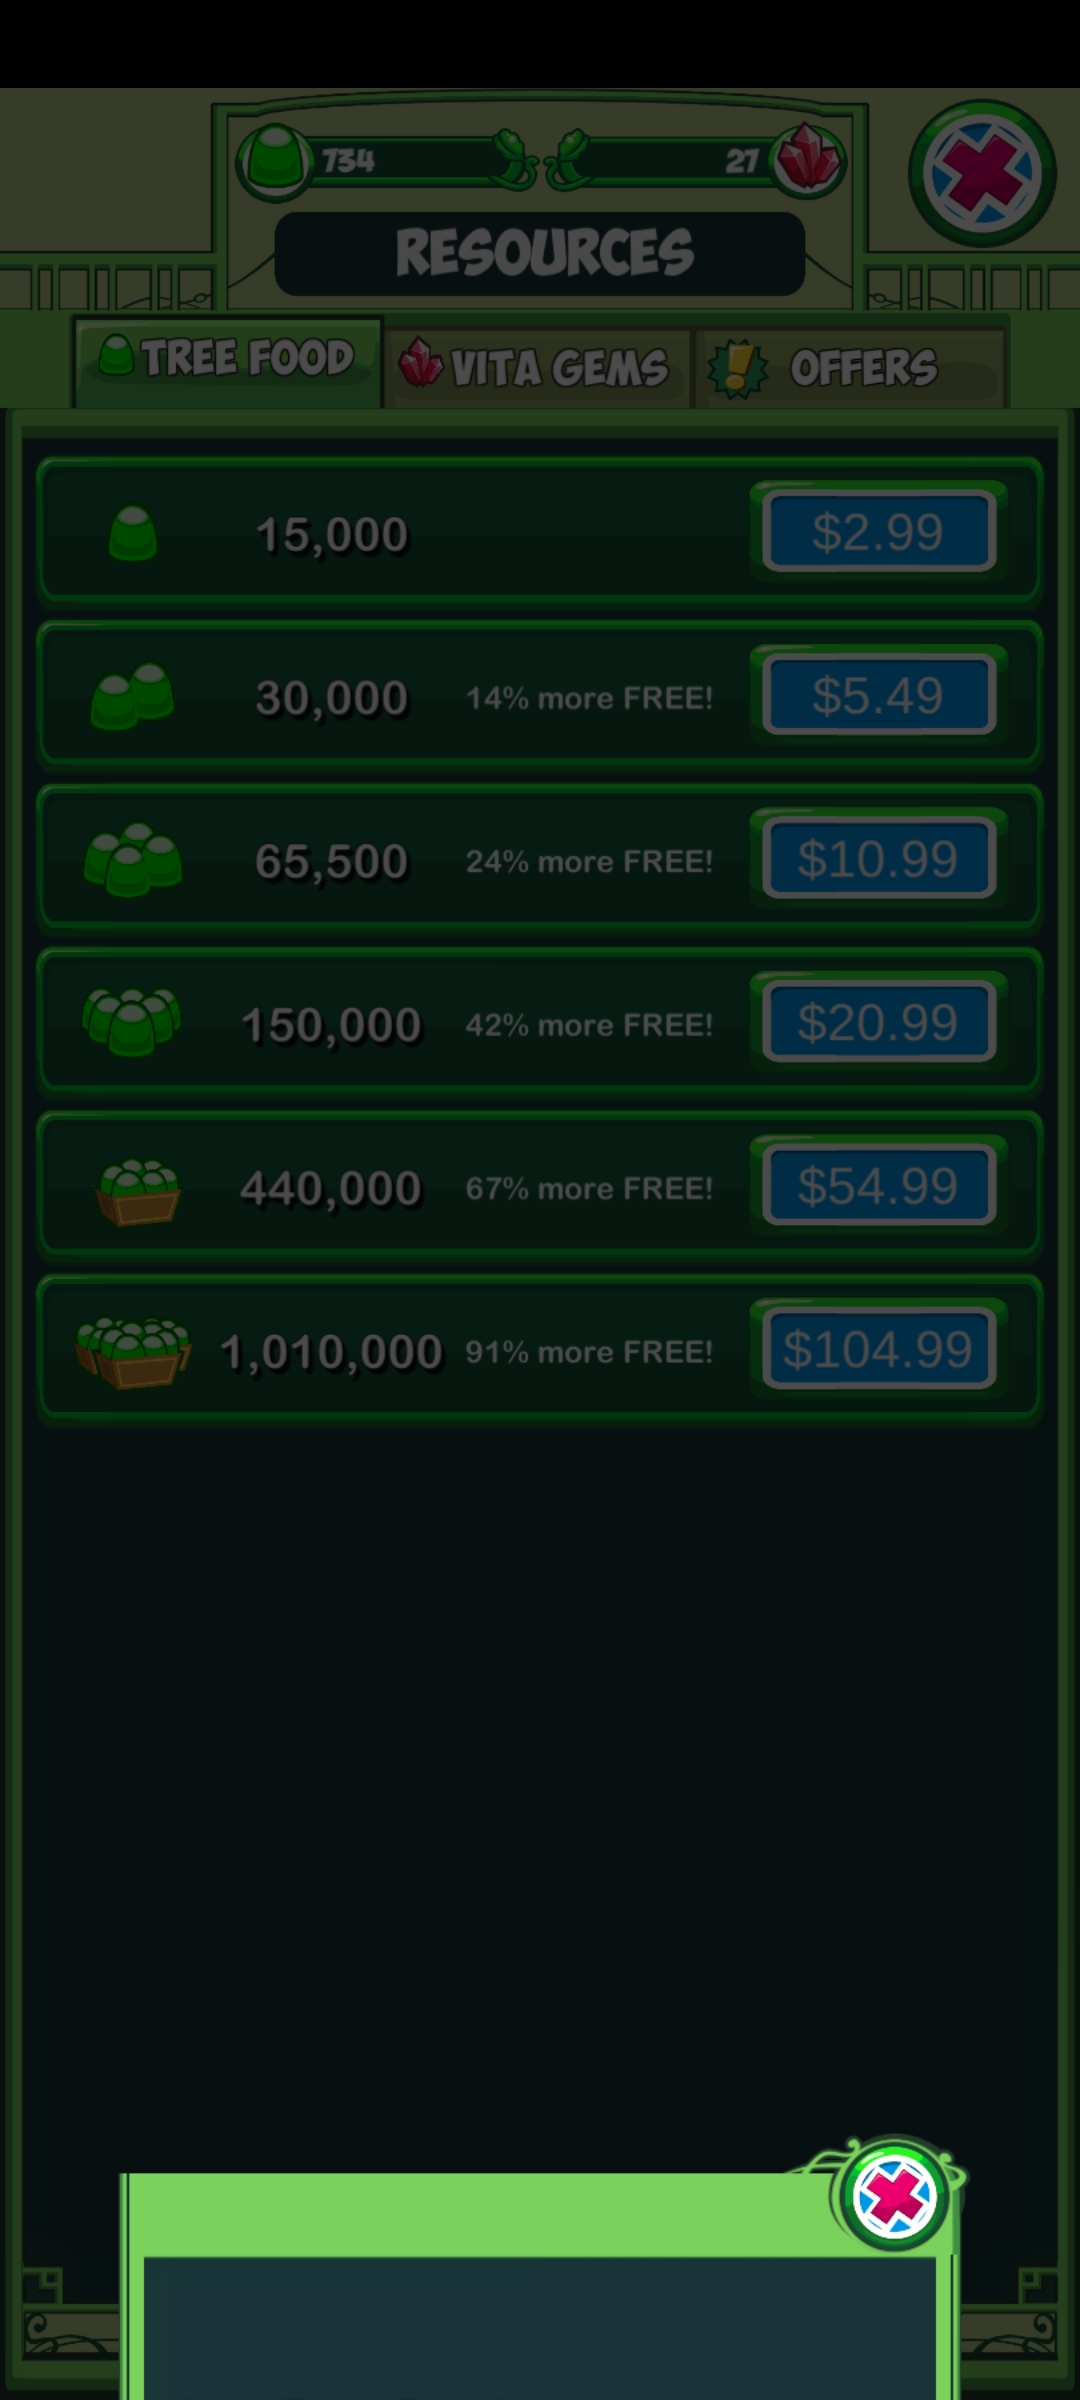 734
27
RESOURCES
TREE FOOD
VITA GEMS
OFFERS
15,000
$2.99
30,000
14% more FREE!
$5.49
65,500
24% more FREE!
$10.99
150,000
42% more FREE!
$20.99
440,000
67% more FREE!
$54.99
1,010,000
91% more FREE!
$104.99